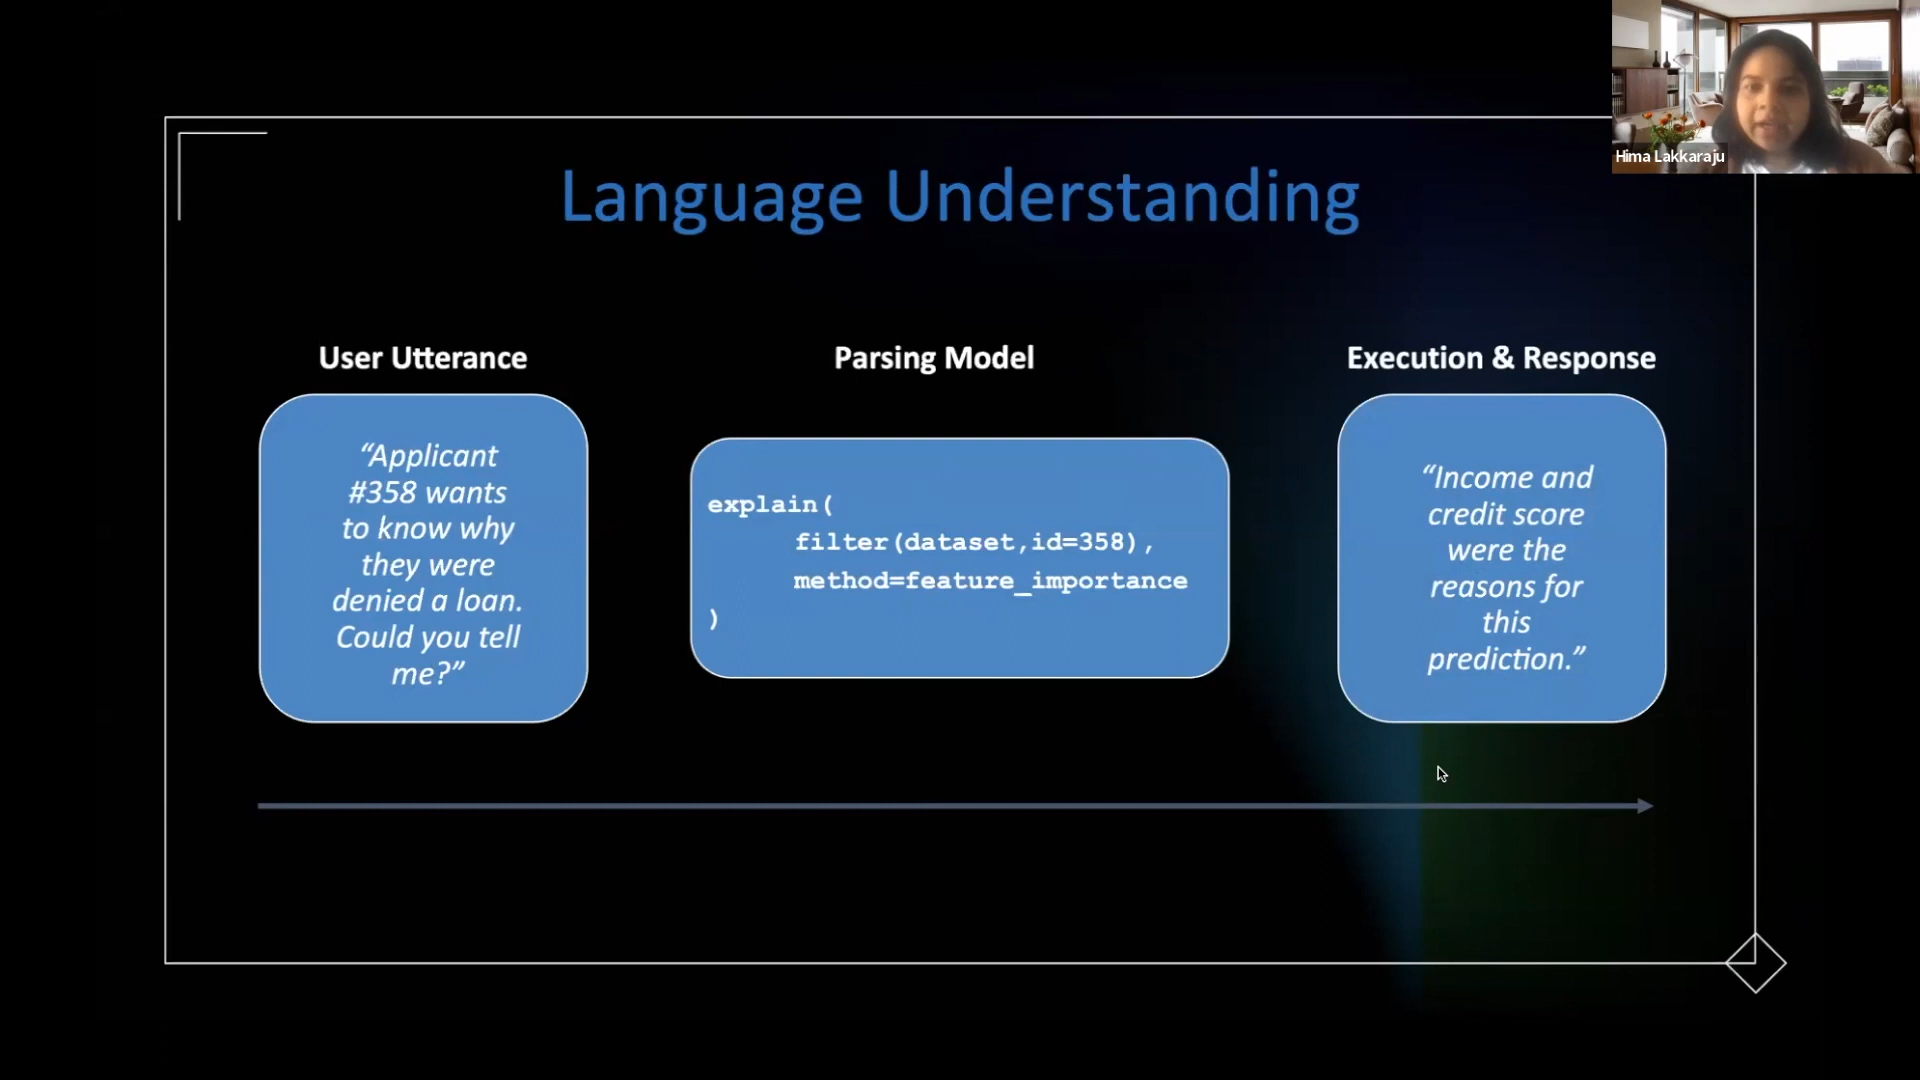 Hima Lakkaraju
Language Understanding
User Utterance
“Applicant
#358 wants
to know why
they were
denied a loan.
Could you tell
me?”
Parsing Model
explain(
filter(dataset,id=358),
method=feature_importance
)
Execution & Response
“Income and
credit score
were the
reasons for
this
prediction.”